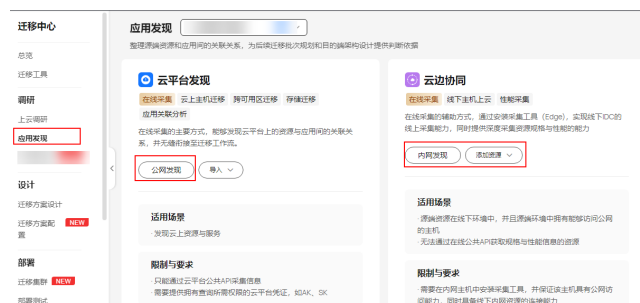 迁移中心
总览
迁移工具
调研
上云调研
应用发现
设计
迁移方案设计
迁移方案配置 NEW
部署
迁移集群 NEW
部署测试
应用发现
整理源端资源和应用间的关联关系，为后续迁移批次规划和目的端架构设计提供判断依据
云平台发现
在线采集 云上主机迁移 跨可用区迁移 存储迁移
应用关联分析
在线采集的主要方式，能够发现云平台上的资源与应用间的关联关
系，并无缝衔接至迁移工作流。
公网发现 导入
适用场景
·发现云上资源与服务
限制与要求
·只能通过云平台公共API采集信息
·需要提供拥有查询所需权限的云平台凭证，如AK、SK
云边协同
在线采集 线下主机上云 性能采集
在线采集的辅助方式，通过安装采集工具（Edge），实现线下IDC的
线上采集能力，同时提供深度采集资源规格与性能的能力
内网发现 添加资源
适用场景
·源端资源在线下环境中，并且源端环境中拥有能够访问公网
的主机
无法通过在线公共API获取规格与性能信息的资源
限制与要求
·需要在内网主机中安装采集工具，并保证该主机具有公网访
问能力，同时具备线下内网资源的连接能力